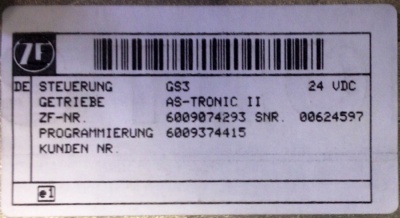 ZF
DE STEUERUNG GS3 24 VDC
GETRIEBE AS-TRONIC II
ZF-NR. 6009074293 SNR. 00624597
PROGRAMMIERUNG 6009374415
KUNDEN NR.
e1